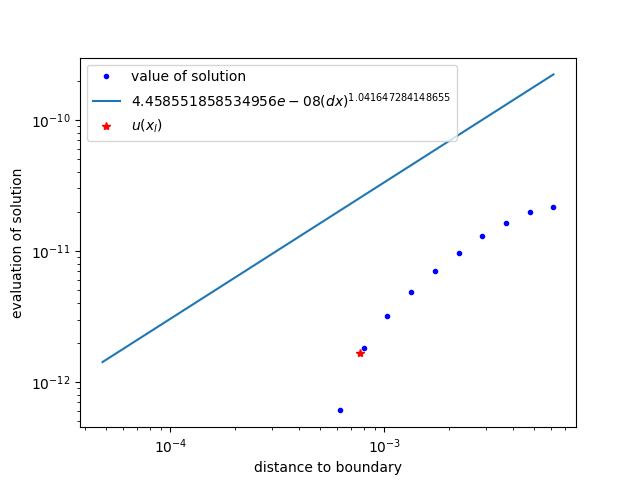 value of solution
4.458551858534956e − 08(dx)^1.041647284148655
u(x_l)
10^−10
10^−11
10^−12
evaluation of solution
10^−4
10^−3
distance to boundary